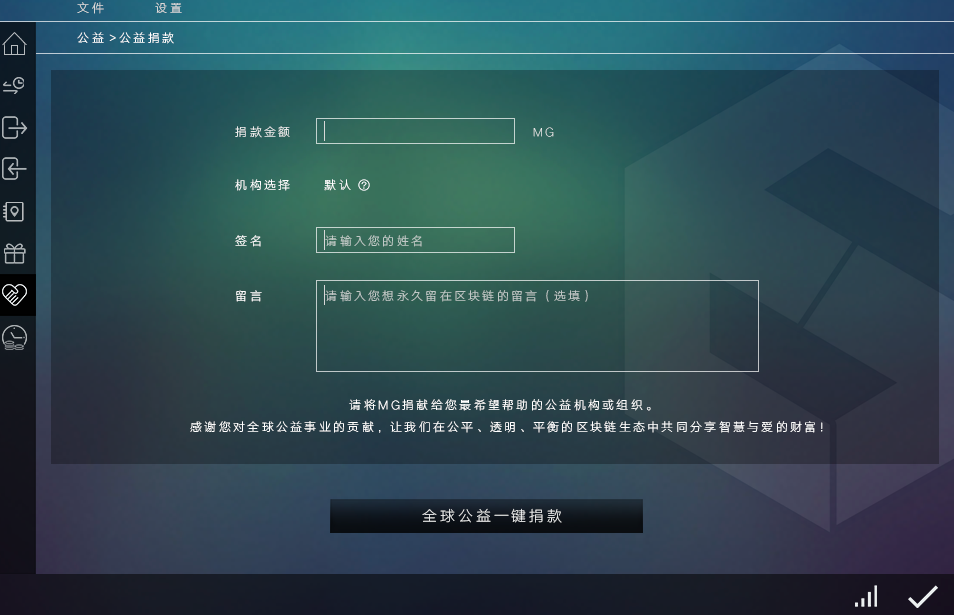 文件 设置
公益 >公益捐款
捐款金额 MG
机构选择 默认 ?
签名 请输入您的姓名
留言 请输入您想永久留在区块链的留言（选填）
请将MG捐献给您最希望帮助的公益机构或组织。
感谢您对全球公益事业的贡献，让我们在公平、透明、平衡的区块链生态中共同分享智慧与爱的财富！
全球公益一键捐款